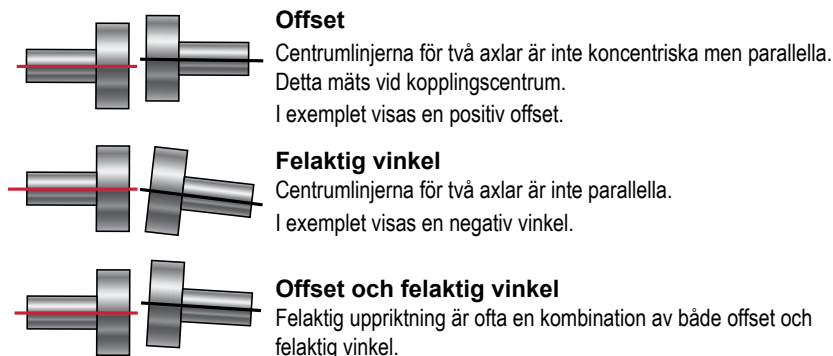 Offset
Centrumlinjerna för två axlar är inte koncentriska men parallella.
Detta mäts vid kopplingscentrum.
I exemplet visas en positiv offset.
Felaktig vinkel
Centrumlinjerna för två axlar är inte parallella.
I exemplet visas en negativ vinkel.
Offset och felaktig vinkel
Felaktig uppriktning är ofta en kombination av både offset och
felaktig vinkel.